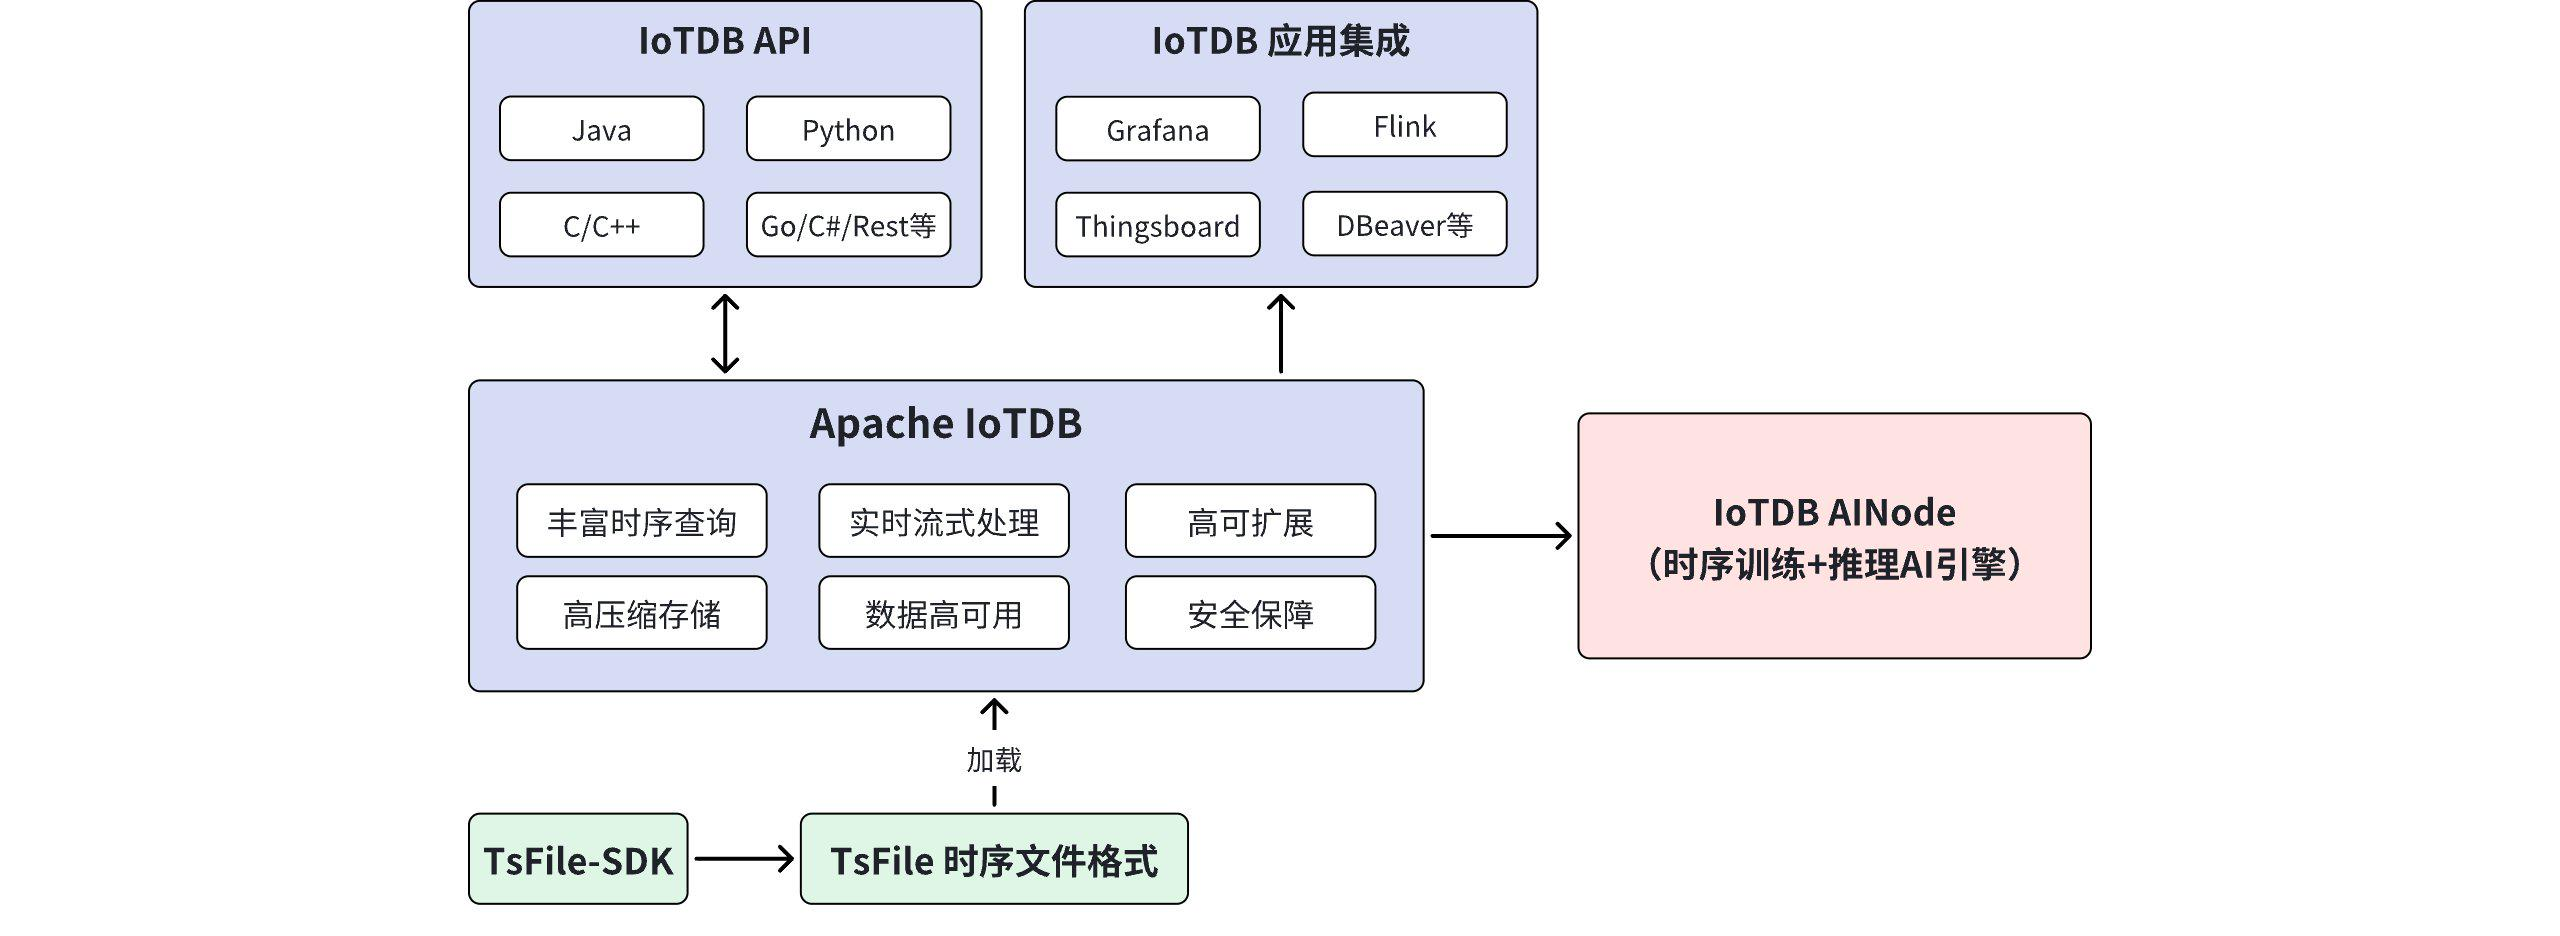 IoTDB API
Java
Python
C/C++
Go/C#/Rest等
IoTDB 应用集成
Grafana
Flink
Thingsboard
DBeaver等
Apache IoTDB
丰富时序查询
实时流式处理
高可扩展
高压缩存储
数据高可用
安全保障
IoTDB AINode
（时序训练+推理AI引擎）
加载
TsFile-SDK
TsFile 时序文件格式